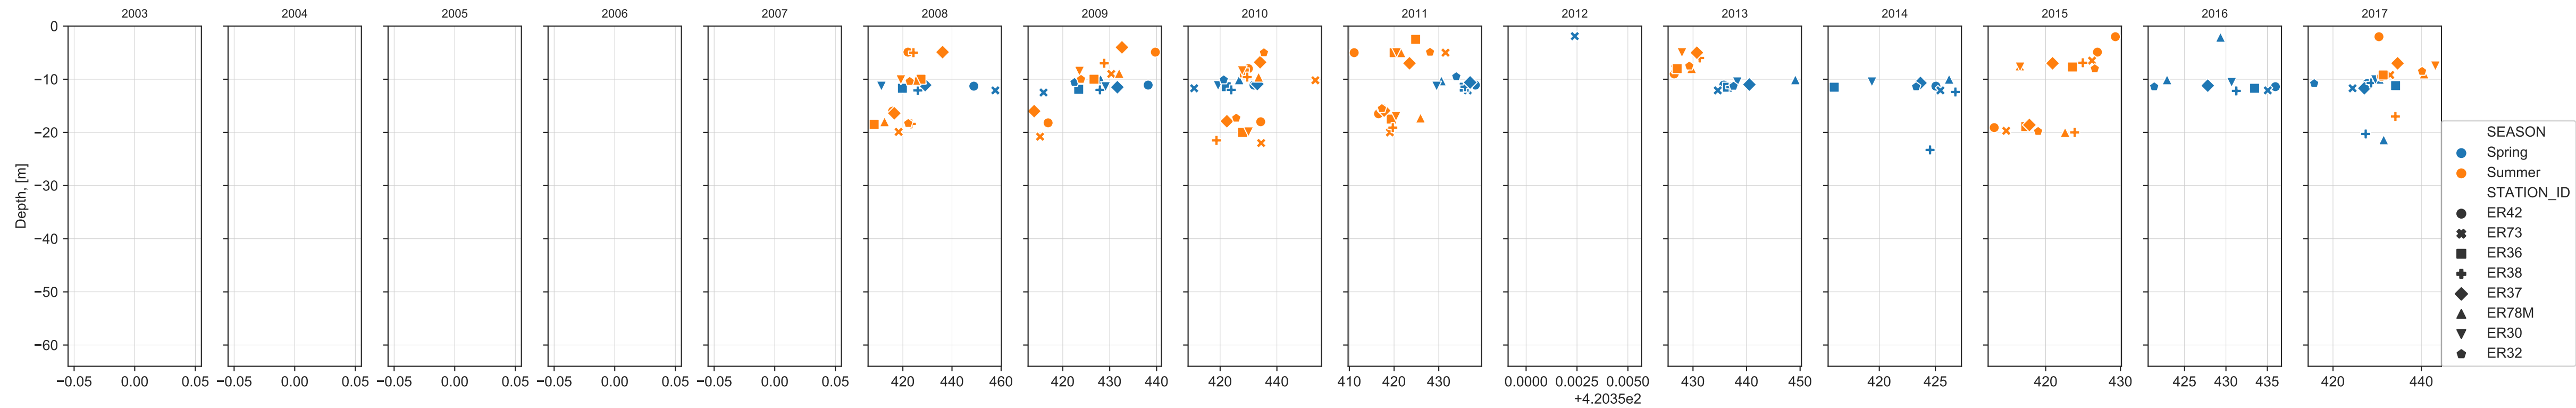 2003 2004 2005 2006 2007 2008 2009 2010 2011 2012 2013 2014 2015 2016 2017
Depth, [m]
0
−10
−20
−30
−40
−50
−60
−0.05 0.00 0.05 −0.05 0.00 0.05 −0.05 0.00 0.05 −0.05 0.00 0.05 −0.05 0.00 0.05 420 440 460 420 430 440 420 440 410 420 430 0.0000 0.0025 0.0050 430 440 450 420 425 420 430 425 430 435 420 440
+4.2035e2
SEASON
Spring
Summer
STATION_ID
ER42
ER73
ER36
ER38
ER37
ER78M
ER30
ER32